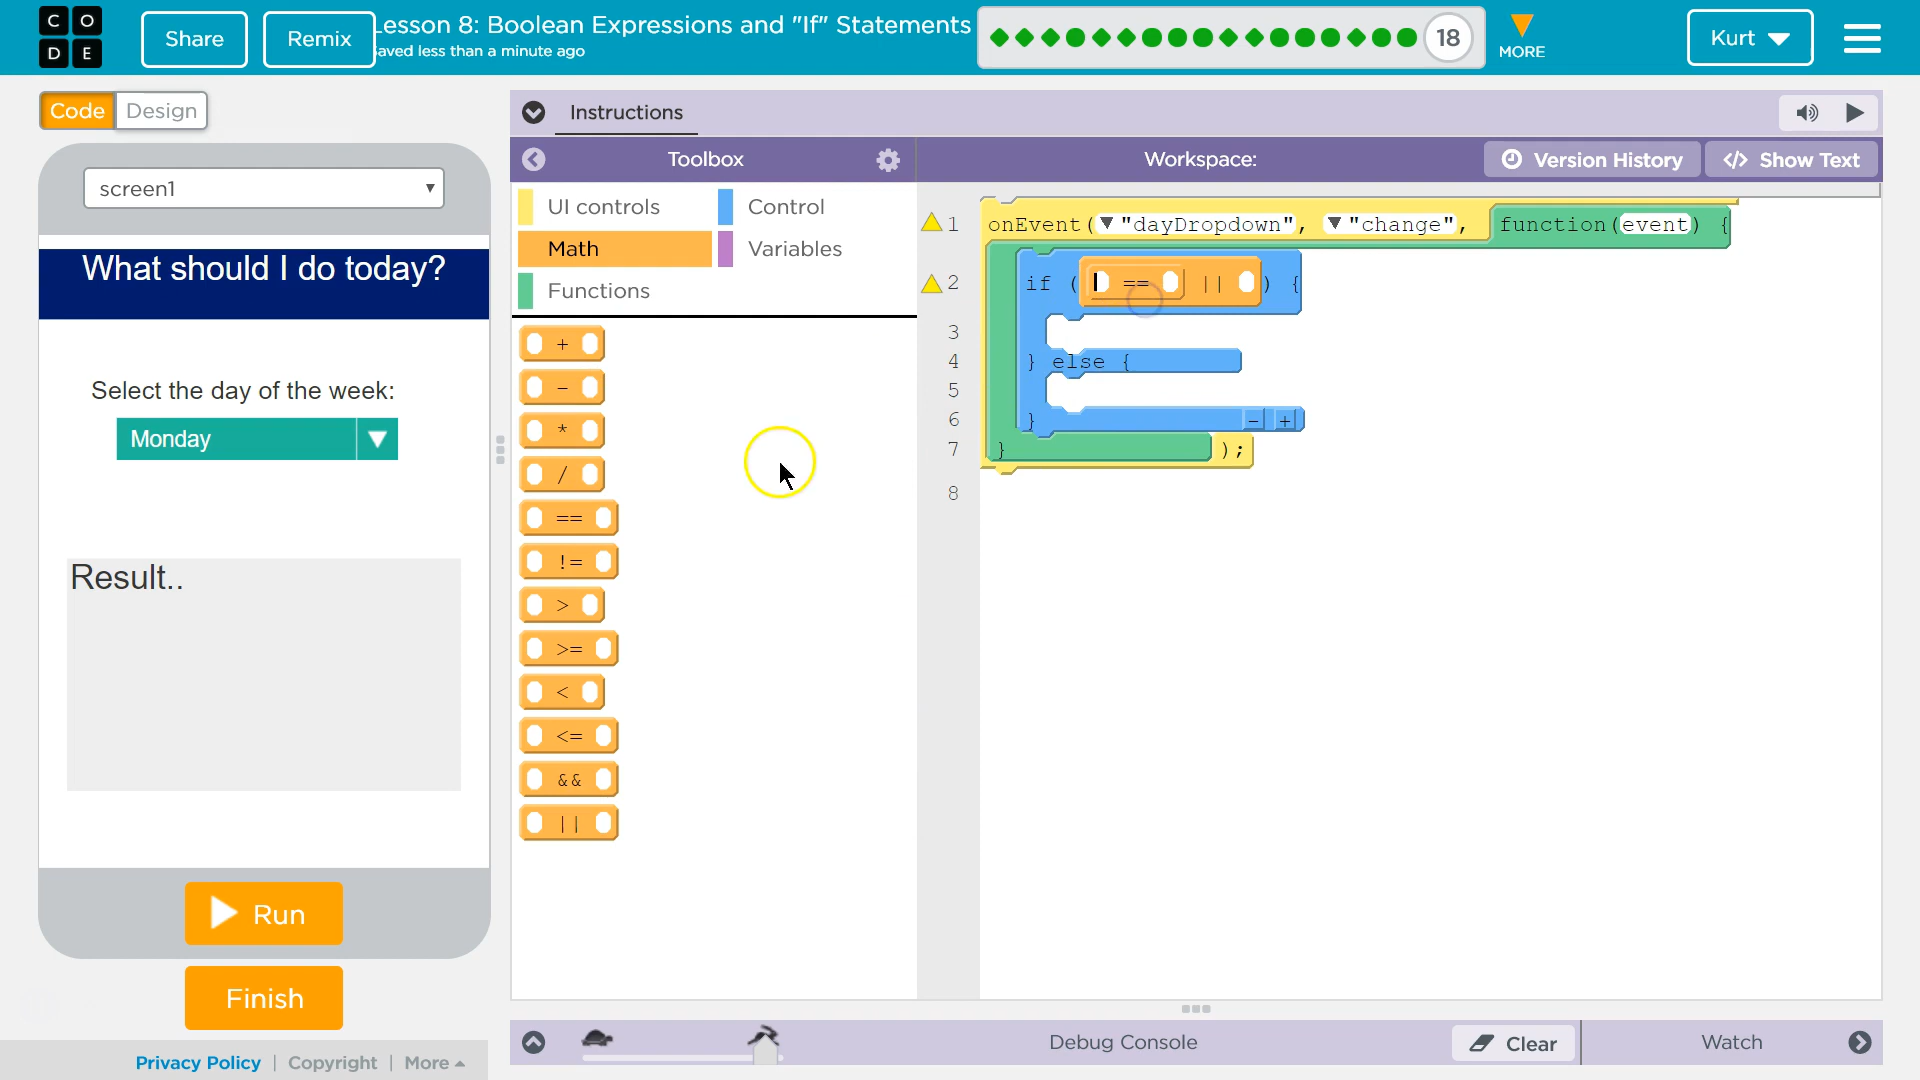 C O D E
Share
Remix
Lesson 8: Boolean Expressions and "If" Statements
saved less than a minute ago
18
MORE
Kurt
Code
Design
Instructions
screen1
Toolbox
Workspace:
Version History
</> Show Text
What should I do today?
Select the day of the week:
Monday
Result..
Run
Finish
Privacy Policy | Copyright | More
UI controls
Control
Math
Variables
Functions
+
-
*
/
==
!=
>
>=
<
<=
&&
||
1 onEvent( "dayDropdown", "change", function(event) {
2 if ( == || ) {
3
4 } else {
5
6 } - +
7 } );
8
Debug Console
Clear
Watch